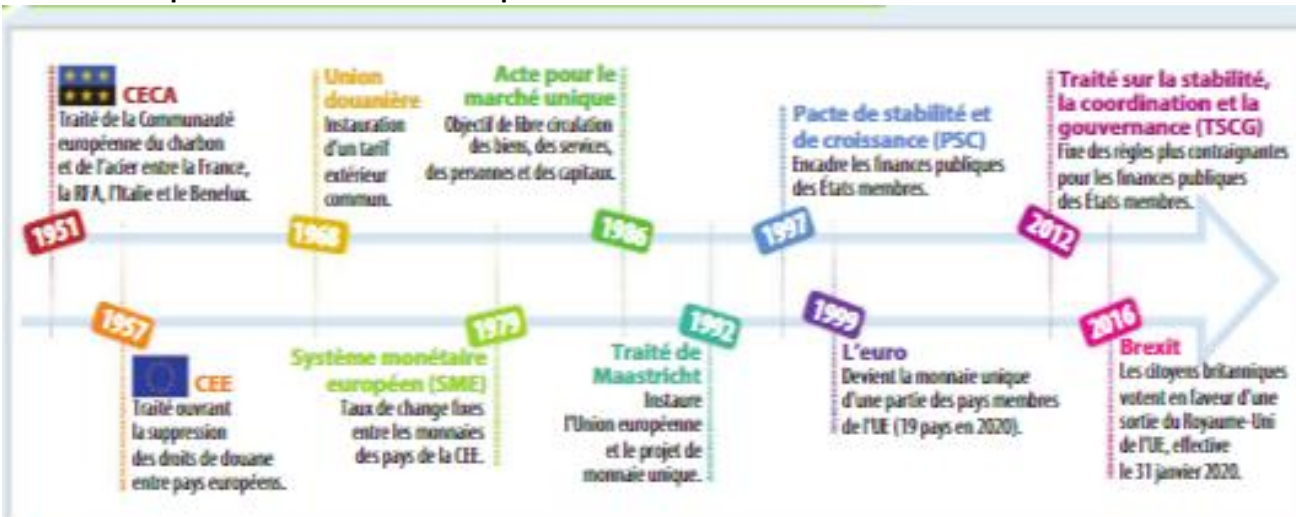 CECA
Traité de la Communauté
européenne du charbon
et de l'acier entre la France,
la RFA, l'Italie et le Benelux.
1951
Union
douanière
Instauration
d'un tarif
extérieur
commun.
1968
Acte pour le
marché unique
Objectif de libre circulation
des biens, des services,
des personnes et des capitaux.
1986
Pacte de stabilité et
de croissance (PSC)
Encadre les finances publiques
des États membres.
1997
Traité sur la stabilité,
la coordination et la
gouvernance (TSCG)
Fixe des règles plus contraignantes
pour les finances publiques
des États membres.
2012
1957
CEE
Traité ouvrant
la suppression
des droits de douane
entre pays européens.
1979
Système monétaire
européen (SME)
Taux de change fixes
entre les monnaies
des pays de la CEE.
1992
Traité de
Maastricht
Instaure
l'Union européenne
et le projet de
monnaie unique.
1999
L'euro
Devient la monnaie unique
d'une partie des pays membres
de l'UE (19 pays en 2020).
2016
Brexit
Les citoyens britanniques
votent en faveur d'une
sortie du Royaume-Uni
de l'UE, effective
le 31 janvier 2020.